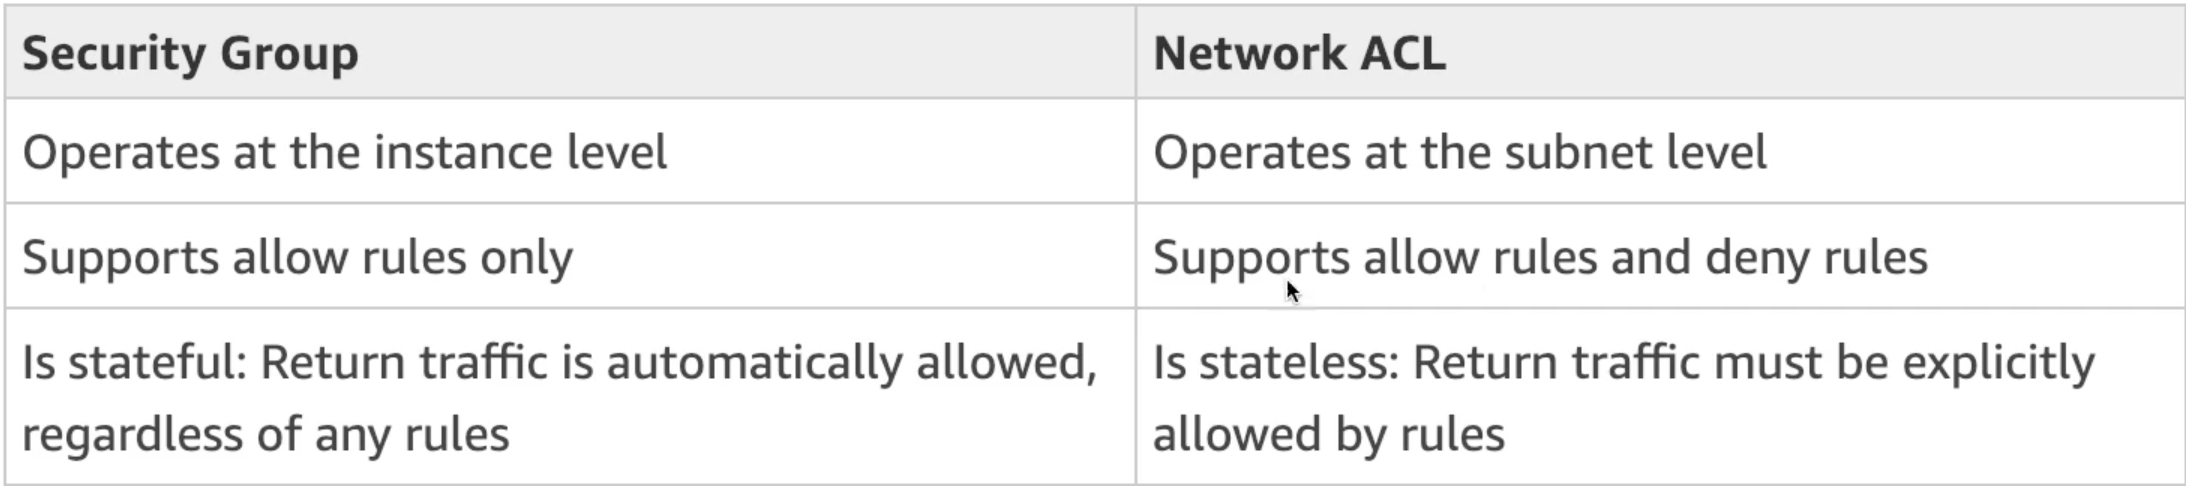 Security Group
Network ACL
Operates at the instance level
Operates at the subnet level
Supports allow rules only
Supports allow rules and deny rules
Is stateful: Return traffic is automatically allowed,
regardless of any rules
Is stateless: Return traffic must be explicitly
allowed by rules